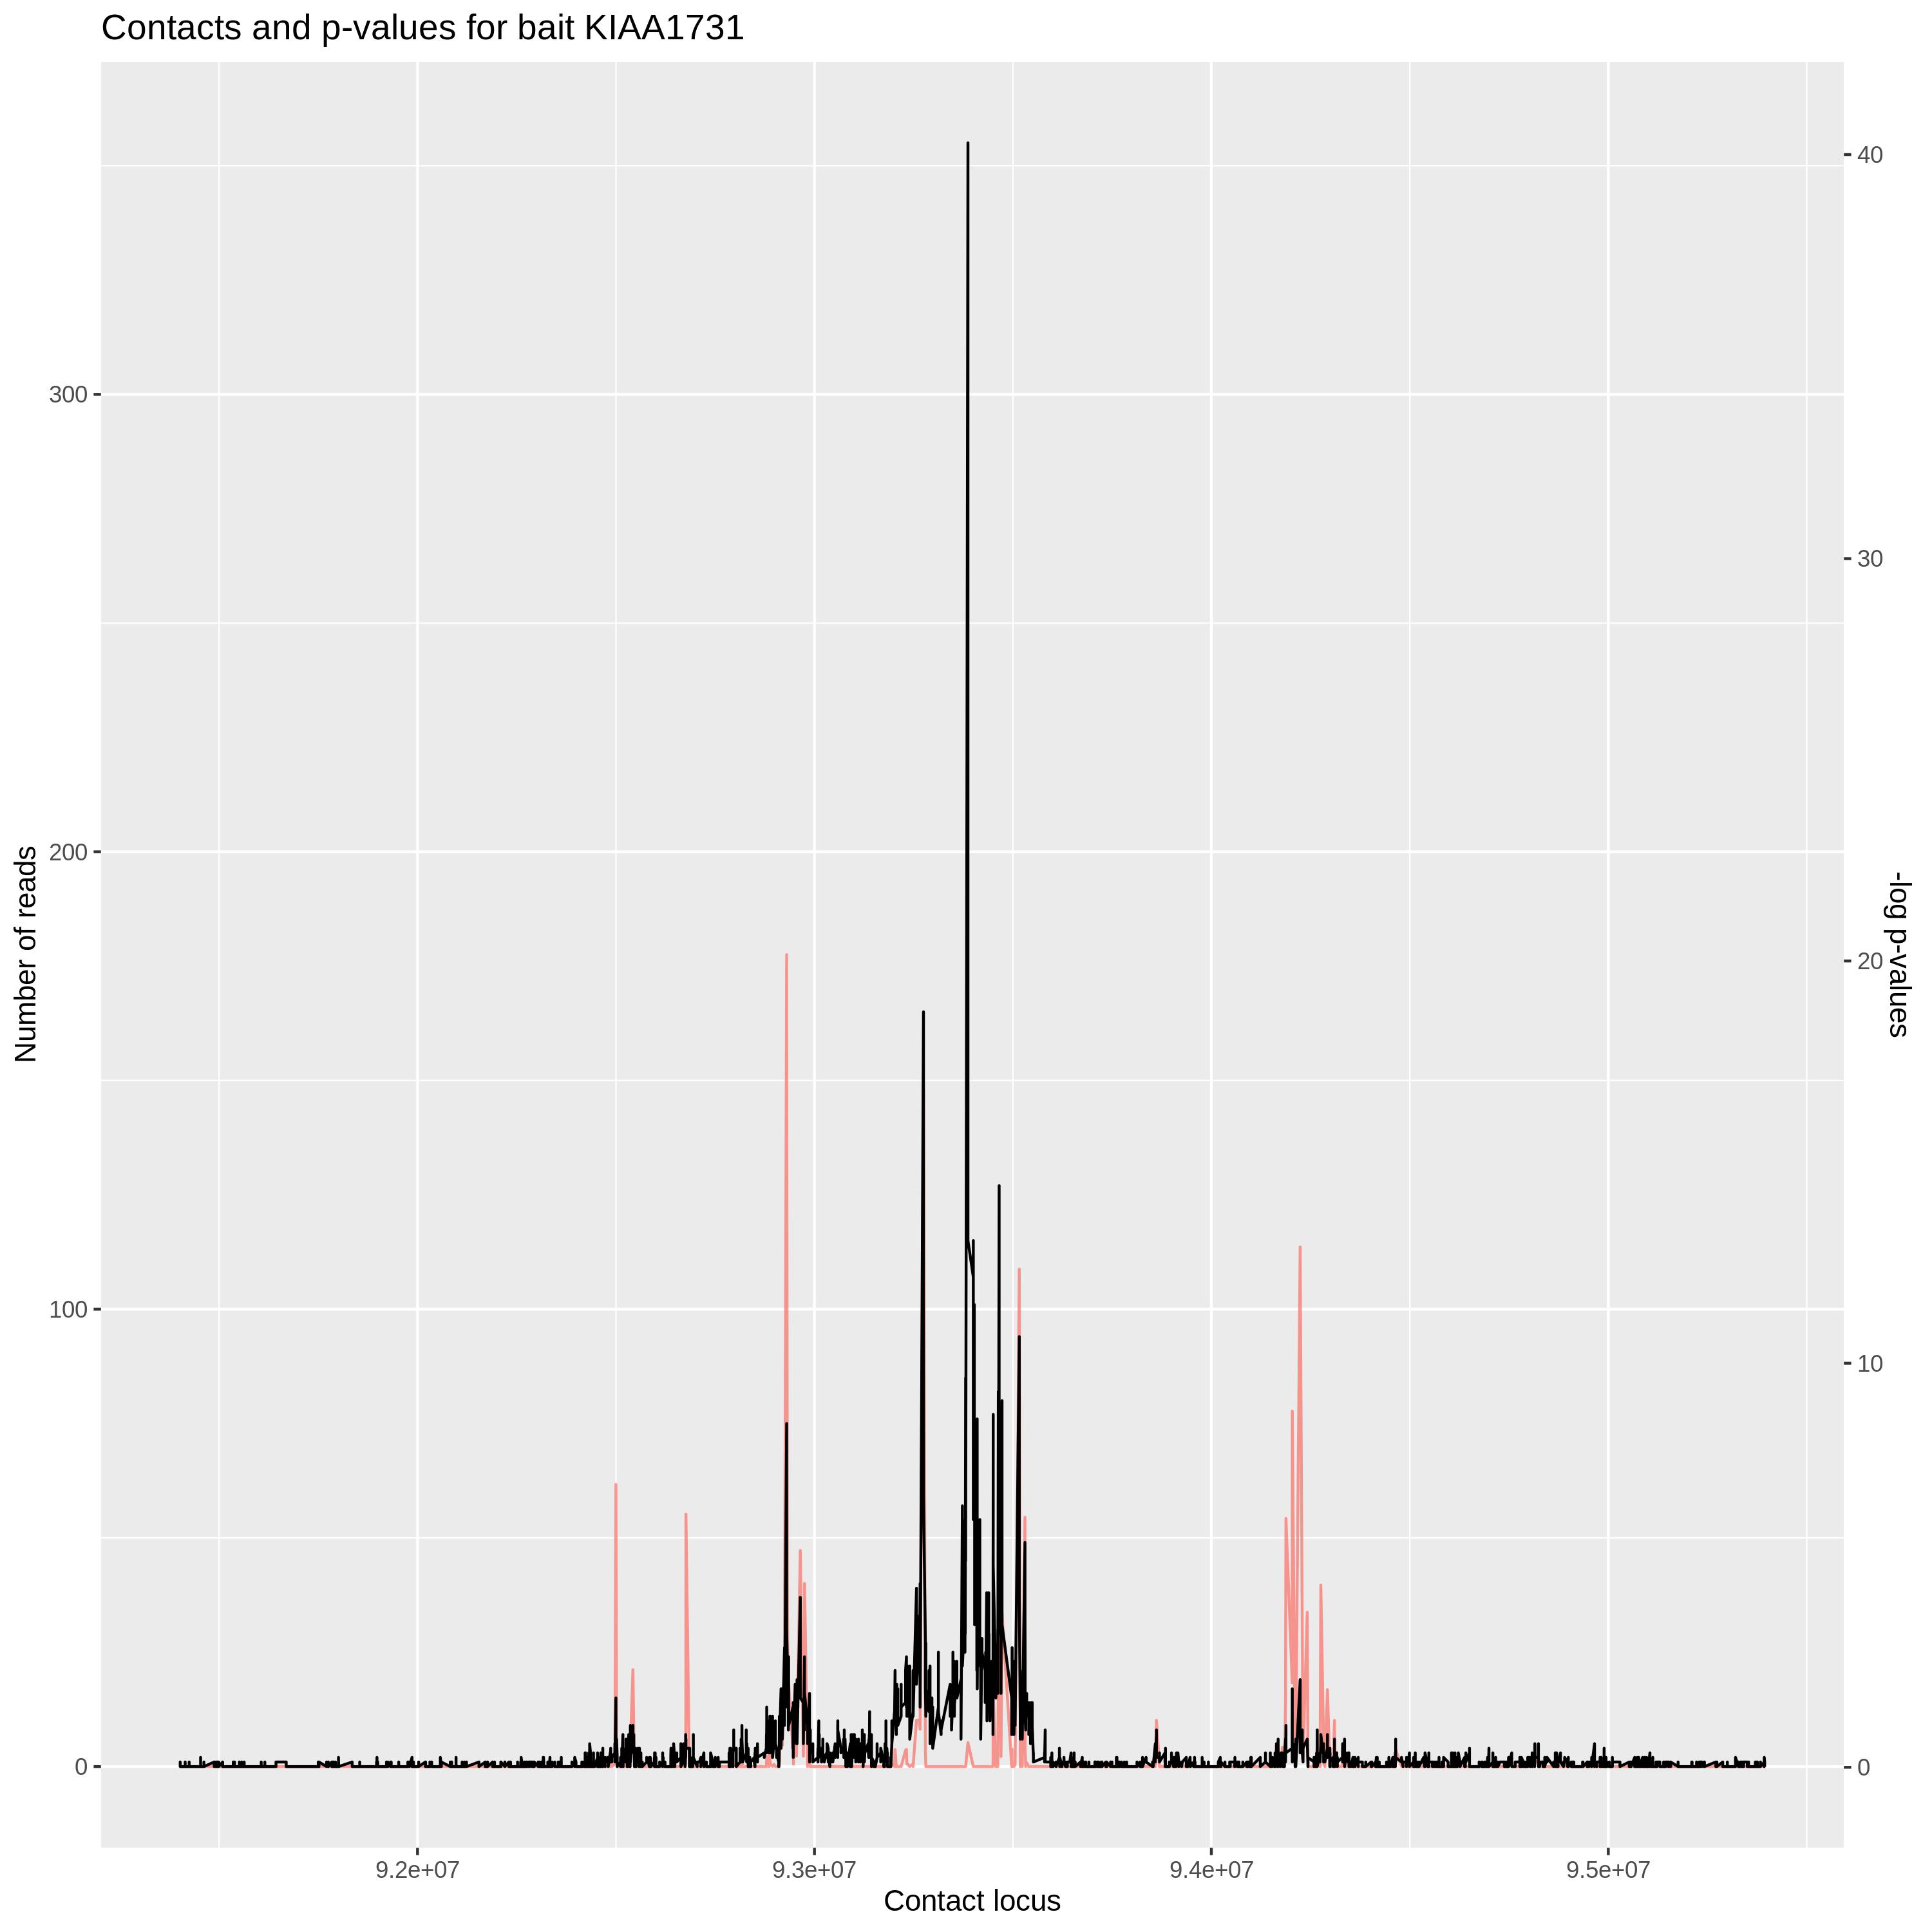 Contacts and p-values for bait KIAA1731
Number of reads
300
200
100
0
40
30
20
10
0
-log p-values
9.2e+07
9.3e+07
9.4e+07
9.5e+07
Contact locus